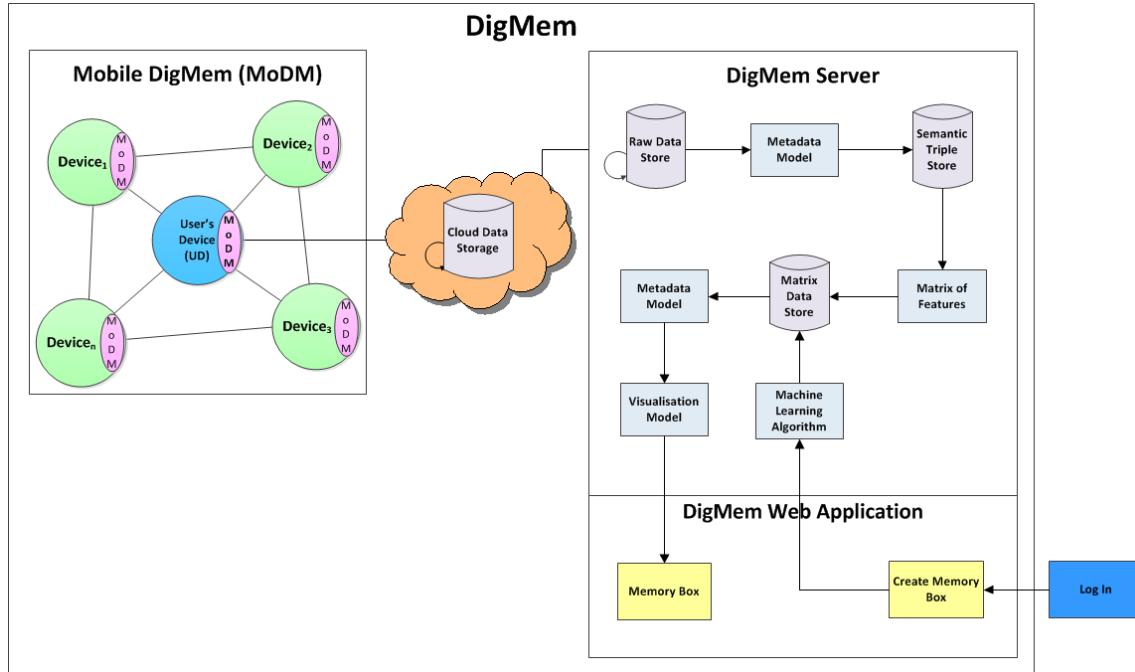 DigMem
Mobile DigMem (MoDM)
Device1
MoDM
Device2
MoDM
User's
Device
(UD)
MoDM
Devicen
MoDM
Device3
MoDM
Cloud Data
Storage
DigMem Server
Raw Data
Store
Metadata
Model
Semantic
Triple
Store
Metadata
Model
Matrix
Data
Store
Matrix of
Features
Visualisation
Model
Machine
Learning
Algorithm
DigMem Web Application
Memory Box
Create Memory
Box
Log In